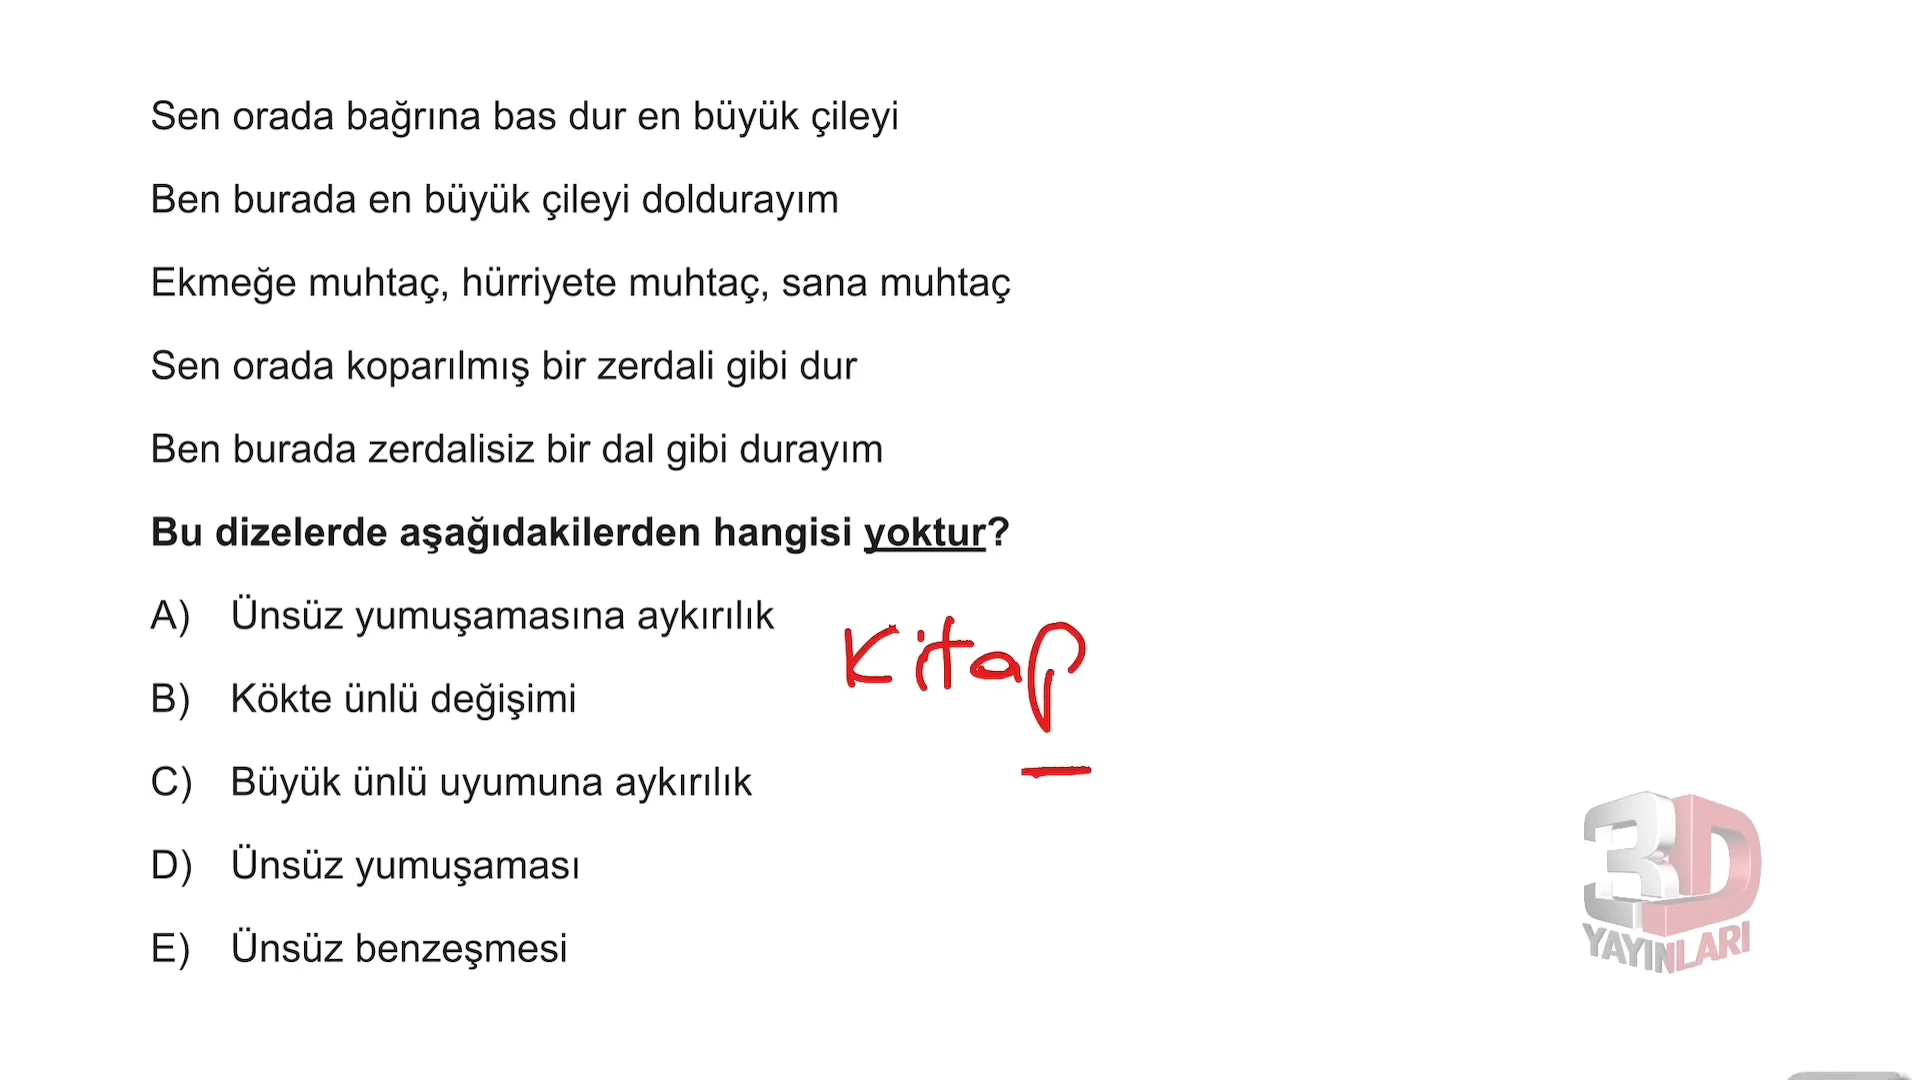 Sen orada bağrına bas dur en büyük çileyi
Ben burada en büyük çileyi doldurayım
Ekmeğe muhtaç, hürriyete muhtaç, sana muhtaç
Sen orada koparılmış bir zerdali gibi dur
Ben burada zerdalisiz bir dal gibi durayım
Bu dizelerde aşağıdakilerden hangisi yoktur?
A) Ünsüz yumuşamasına aykırılık
Kitap
B) Kökte ünlü değişimi
C) Büyük ünlü uyumuna aykırılık
D) Ünsüz yumuşaması
E) Ünsüz benzeşmesi
3D
YAYINLARI